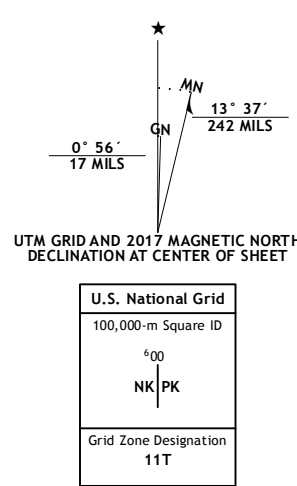 ★
MN
GN
13° 37´
242 MILS
0° 56´
17 MILS
UTM GRID AND 2017 MAGNETIC NORTH
DECLINATION AT CENTER OF SHEET
U.S. National Grid
100,000-m Square ID
⁶00
NK PK
Grid Zone Designation
11T